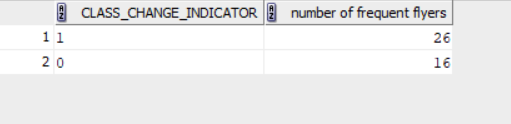 CLASS_CHANGE_INDICATOR number of frequent flyers
1 1 26
2 0 16